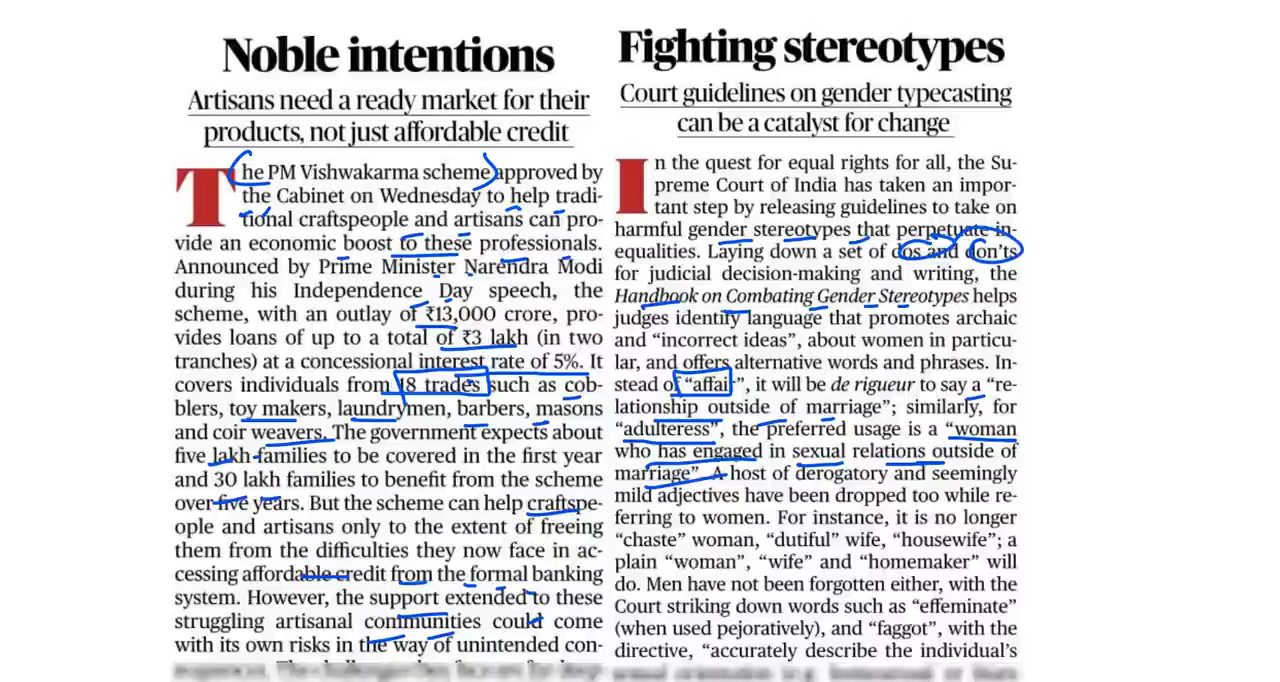 Noble intentions
Artisans need a ready market for their
products, not just affordable credit
The PM Vishwakarma scheme approved by
the Cabinet on Wednesday to help tradi-
tional craftspeople and artisans can pro-
vide an economic boost to these professionals.
Announced by Prime Minister Narendra Modi
during his Independence Day speech, the
scheme, with an outlay of ₹13,000 crore, pro-
vides loans of up to a total of ₹3 lakh (in two
tranches) at a concessional interest rate of 5%. It
covers individuals from 18 trades such as cob-
blers, toy makers, laundrymen, barbers, masons
and coir weavers. The government expects about
five lakh families to be covered in the first year
and 30 lakh families to benefit from the scheme
over five years. But the scheme can help craftspe-
ople and artisans only to the extent of freeing
them from the difficulties they now face in ac-
cessing affordable credit from the formal banking
system. However, the support extended to these
struggling artisanal communities could come
with its own risks in the way of unintended con-
Fighting stereotypes
Court guidelines on gender typecasting
can be a catalyst for change
In the quest for equal rights for all, the Su-
preme Court of India has taken an impor-
tant step by releasing guidelines to take on
harmful gender stereotypes that perpetuate in-
equalities. Laying down a set of dos and don'ts
for judicial decision-making and writing, the
Handbook on Combating Gender Stereotypes helps
judges identify language that promotes archaic
and “incorrect ideas”, about women in particu-
lar, and offers alternative words and phrases. In-
stead of “affair”, it will be de rigueur to say a “re-
lationship outside of marriage”; similarly, for
“adulteress”, the preferred usage is a “woman
who has engaged in sexual relations outside of
marriage”. A host of derogatory and seemingly
mild adjectives have been dropped too while re-
ferring to women. For instance, it is no longer
“chaste” woman, “dutiful” wife, “housewife”; a
plain “woman”, “wife” and “homemaker” will
do. Men have not been forgotten either, with the
Court striking down words such as “effeminate”
(when used pejoratively), and “faggot”, with the
directive, “accurately describe the individual's